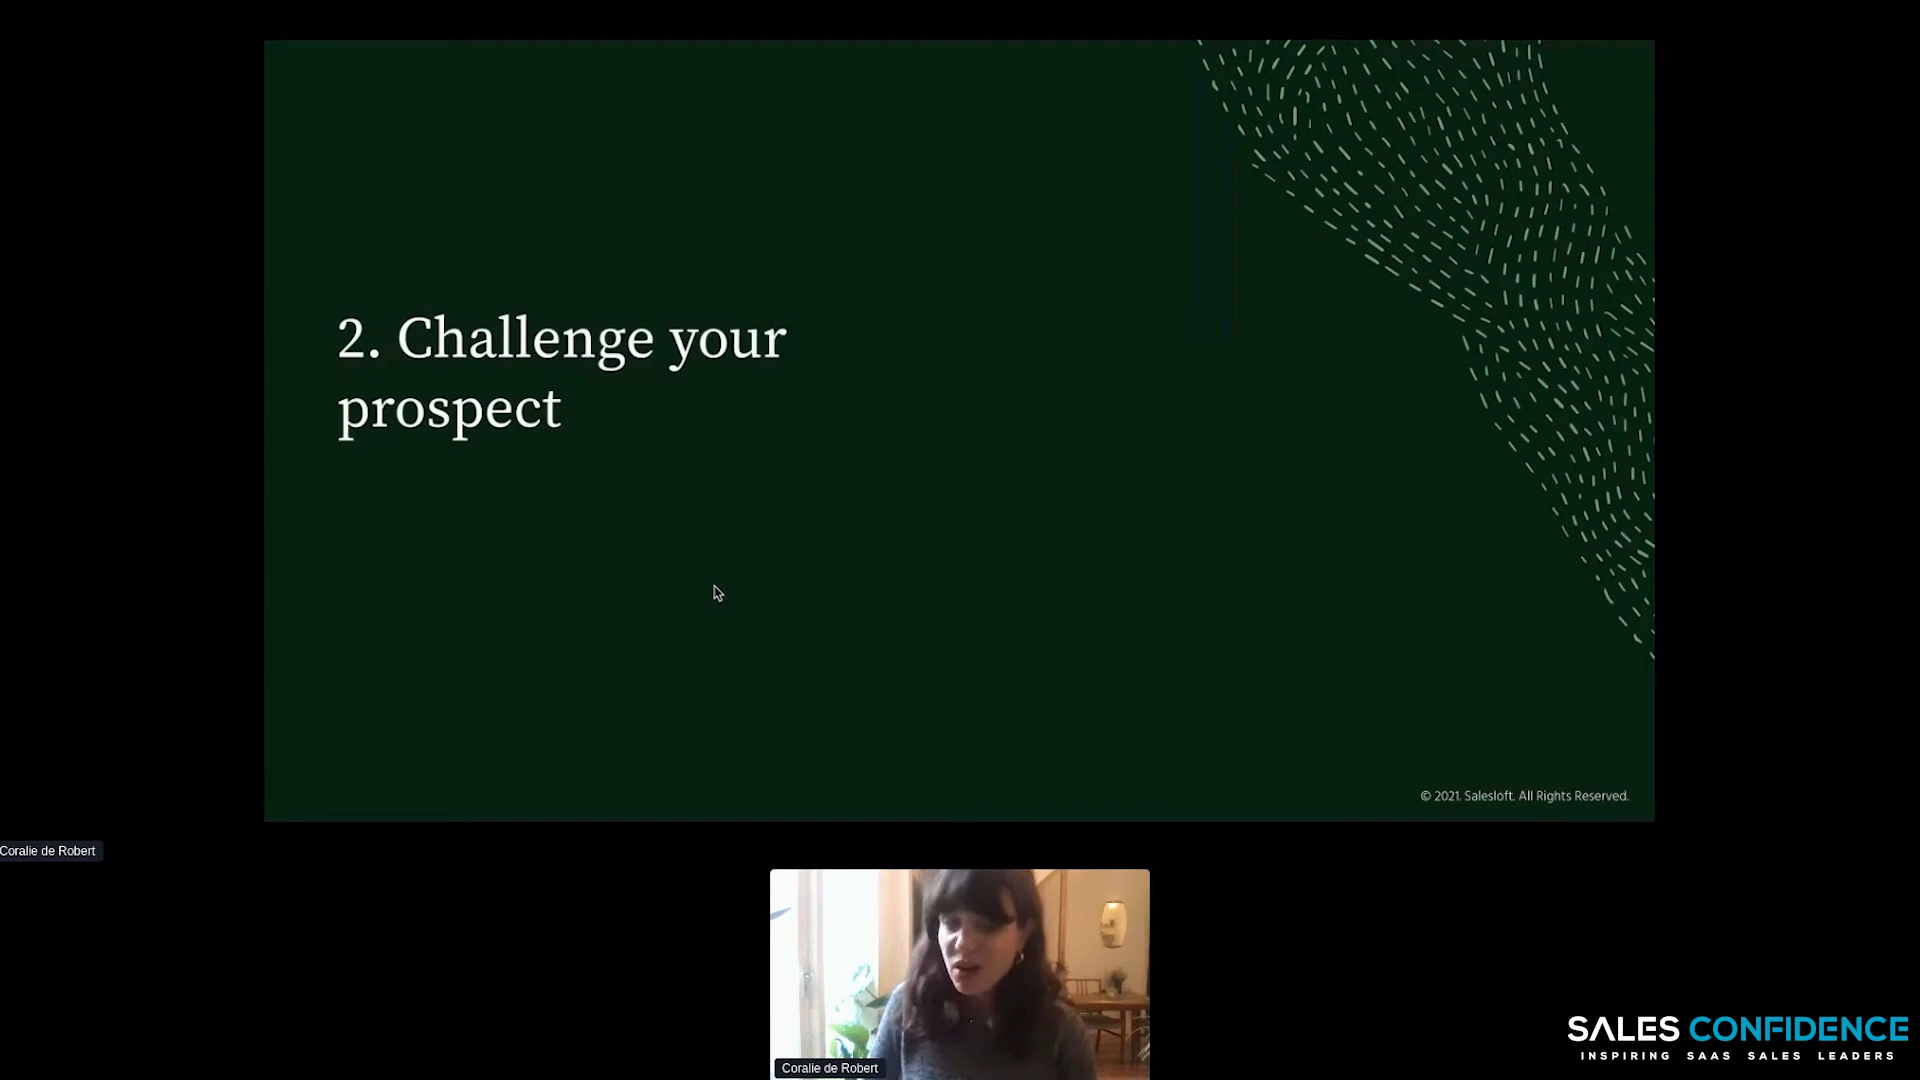 2. Challenge your
prospect
© 2021. Salesloft. All Rights Reserved.
Coralie de Robert
Coralie de Robert
SALES CONFIDENCE
INSPIRING SAAS SALES LEADERS